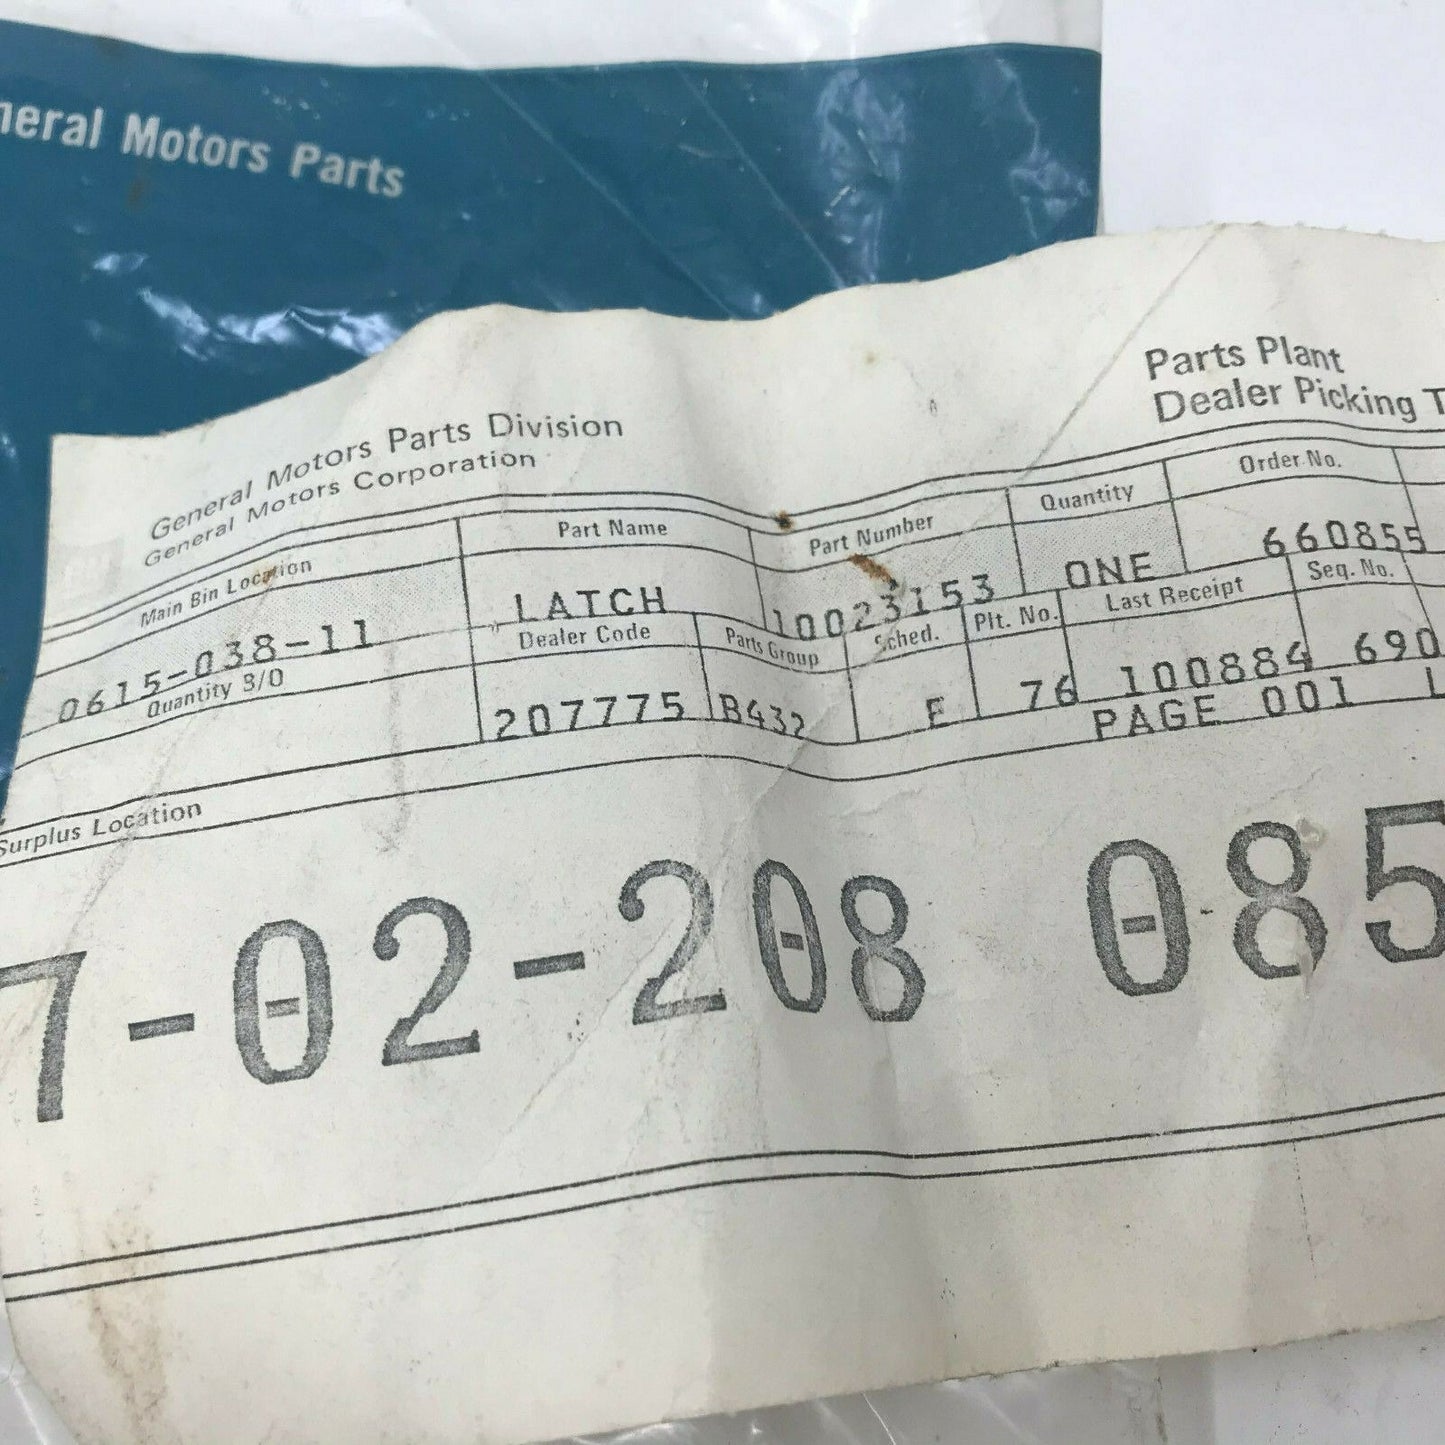 neral Motors Parts
General Motors Parts Division
General Motors Corporation
Parts Plant
Dealer Picking T
Main Bin Location Part Name Part Number Quantity Order No.
0615-038-11 LATCH 10023153 ONE 660855
Quantity B/O Dealer Code Parts Group Sched. Plt. No. Last Receipt Seq. No.
207775 B432 E 76 100884 690
PAGE 001 L
Surplus Location
7-02-208 085